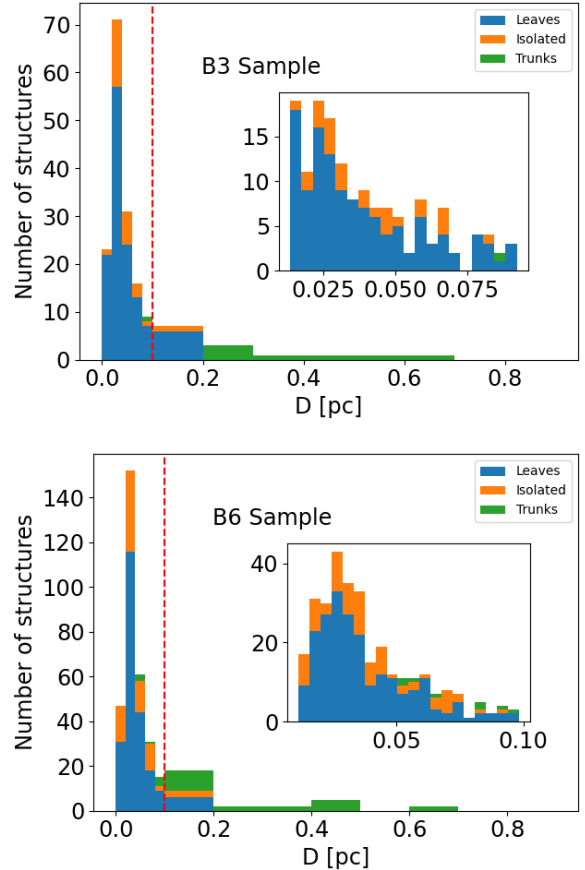 Leaves
Isolated
Trunks
B3 Sample
Number of structures
70
60
50
40
30
20
10
0
15
10
5
0
0.025 0.050 0.075
0.0 0.2 0.4 0.6 0.8
D [pc]
Leaves
Isolated
Trunks
B6 Sample
Number of structures
140
120
100
80
60
40
20
0
40
20
0
0.05 0.10
0.0 0.2 0.4 0.6 0.8
D [pc]